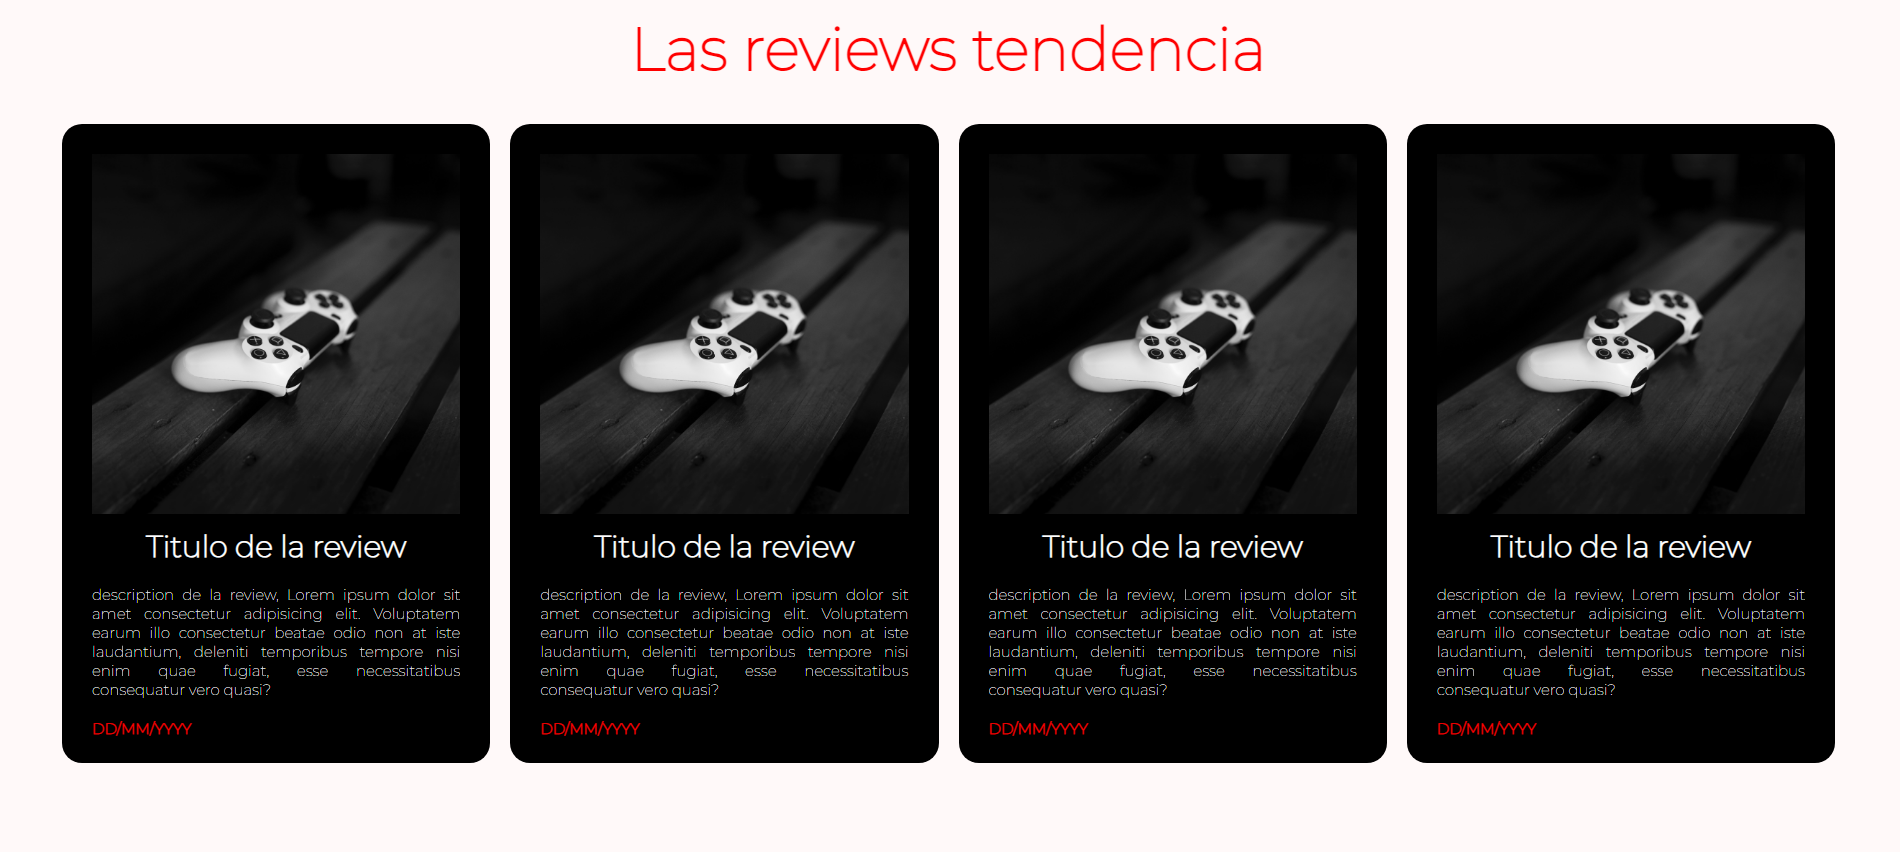 Las reviews tendencia
Titulo de la review
description de la review, Lorem ipsum dolor sit
amet consectetur adipisicing elit. Voluptatem
earum illo consectetur beatae odio non at iste
laudantium, deleniti temporibus tempore nisi
enim quae fugiat, esse necessitatibus
consequatur vero quasi?
DD/MM/YYYY
Titulo de la review
description de la review, Lorem ipsum dolor sit
amet consectetur adipisicing elit. Voluptatem
earum illo consectetur beatae odio non at iste
laudantium, deleniti temporibus tempore nisi
enim quae fugiat, esse necessitatibus
consequatur vero quasi?
DD/MM/YYYY
Titulo de la review
description de la review, Lorem ipsum dolor sit
amet consectetur adipisicing elit. Voluptatem
earum illo consectetur beatae odio non at iste
laudantium, deleniti temporibus tempore nisi
enim quae fugiat, esse necessitatibus
consequatur vero quasi?
DD/MM/YYYY
Titulo de la review
description de la review, Lorem ipsum dolor sit
amet consectetur adipisicing elit. Voluptatem
earum illo consectetur beatae odio non at iste
laudantium, deleniti temporibus tempore nisi
enim quae fugiat, esse necessitatibus
consequatur vero quasi?
DD/MM/YYYY